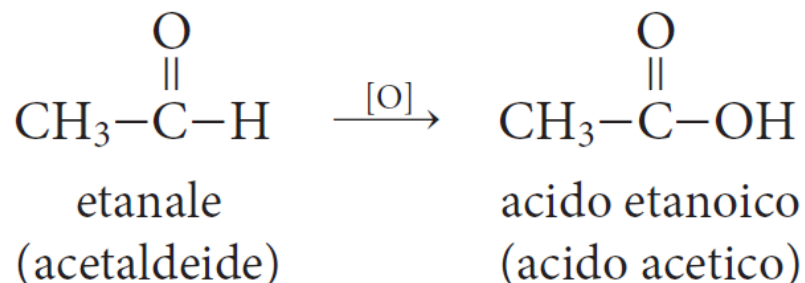 O O
|| [O] ||
CH₃–C–H → CH₃–C–OH
etanale acido etanoico
(acetaldeide) (acido acetico)